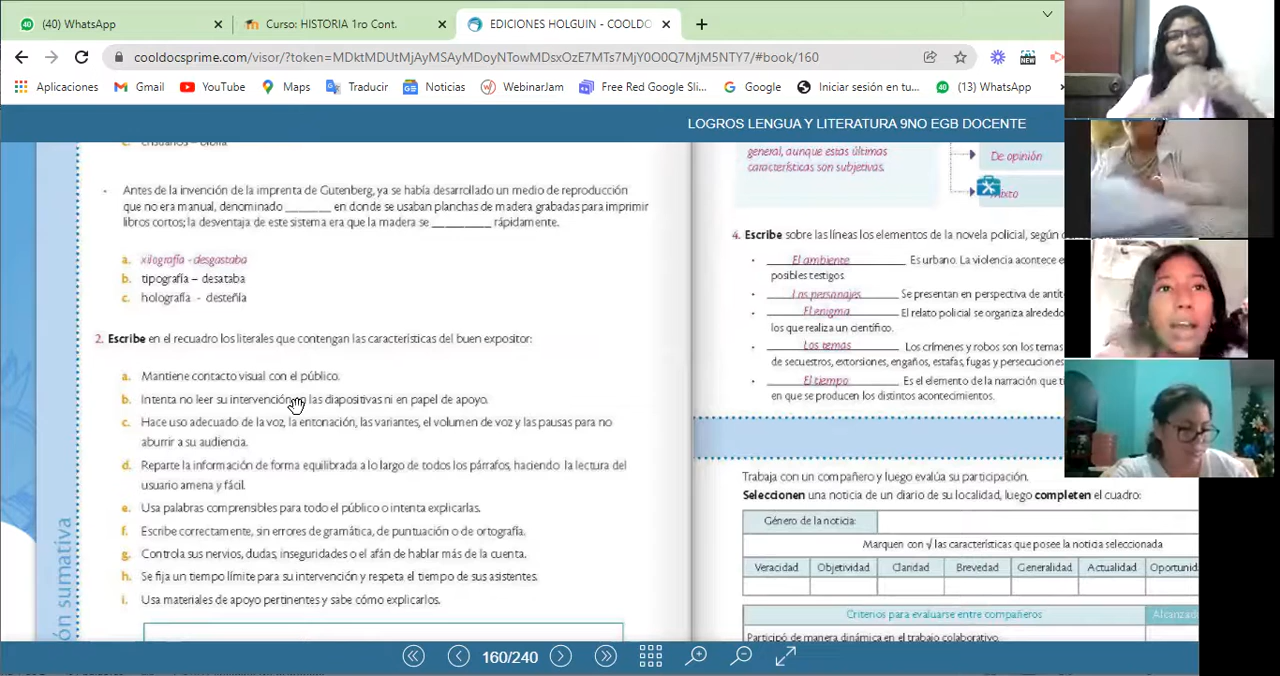 (40) WhatsApp
Curso: HISTORIA 1ro Cont.
EDICIONES HOLGUIN - COOLDO
cooldocsprime.com/visor/?token=MDktMDUtMjAyMSAyMDoyNTowMDsxOzE7MTs7MjY0O0Q7MjM5NTY7/#book/160
Aplicaciones
Gmail
YouTube
Maps
Traducir
Noticias
WebinarJam
Free Red Google Sli...
Google
Iniciar sesión en tu...
(13) WhatsApp
LOGROS LENGUA Y LITERATURA 9NO EGB DOCENTE
Antes de la invención de la imprenta de Gutenberg, ya se había desarrollado un medio de reproducción
que no era manual, denominado _______ en donde se usaban planchas de madera grabadas para imprimir
libros cortos; la desventaja de este sistema era que la madera se _________ rápidamente.
a. xilografía - desgastaba
b. tipografía – desataba
c. holografía - desteñía
2. Escribe en el recuadro los literales que contengan las características del buen expositor:
a. Mantiene contacto visual con el público.
b. Intenta no leer su intervención las diapositivas ni en papel de apoyo.
c. Hace uso adecuado de la voz, la entonación, las variantes, el volumen de voz y las pausas para no
aburrir a su audiencia.
d. Reparte la información de forma equilibrada a lo largo de todos los párrafos, haciendo la lectura del
usuario amena y fácil.
e. Usa palabras comprensibles para todo el público o intenta explicarlas.
f. Escribe correctamente, sin errores de gramática, de puntuación o de ortografía.
g. Controla sus nervios, dudas, inseguridades o el afán de hablar más de la cuenta.
h. Se fija un tiempo límite para su intervención y respeta el tiempo de sus asistentes.
i. Usa materiales de apoyo pertinentes y sabe cómo explicarlos.
ón sumativa
general, aunque estas últimas
características son subjetivas.
De opinión
Mixto
4. Escribe sobre las líneas los elementos de la novela policial, según
El ambiente Es urbano. La violencia acontece e
posibles testigos.
Los personajes Se presentan en perspectiva de antít
El enigma El relato policial se organiza alrededo
los que realiza un científico.
Los temas Los crímenes y robos son los temas
de secuestros, extorsiones, engaños, estafas, fugas y persecuciones
El tiempo Es el elemento de la narración que ti
en que se producen los distintos acontecimientos.
Trabaja con un compañero y luego evalúa su participación.
Seleccionen una noticia de un diario de su localidad, luego completen el cuadro:
Género de la noticia:
Marquen con √ las características que posee la noticia seleccionada
Veracidad Objetividad Claridad Brevedad Generalidad Actualidad Oportunid
Criterios para evaluarse entre compañeros Alcanzado
Participó de manera dinámica en el trabajo colaborativo.
160/240